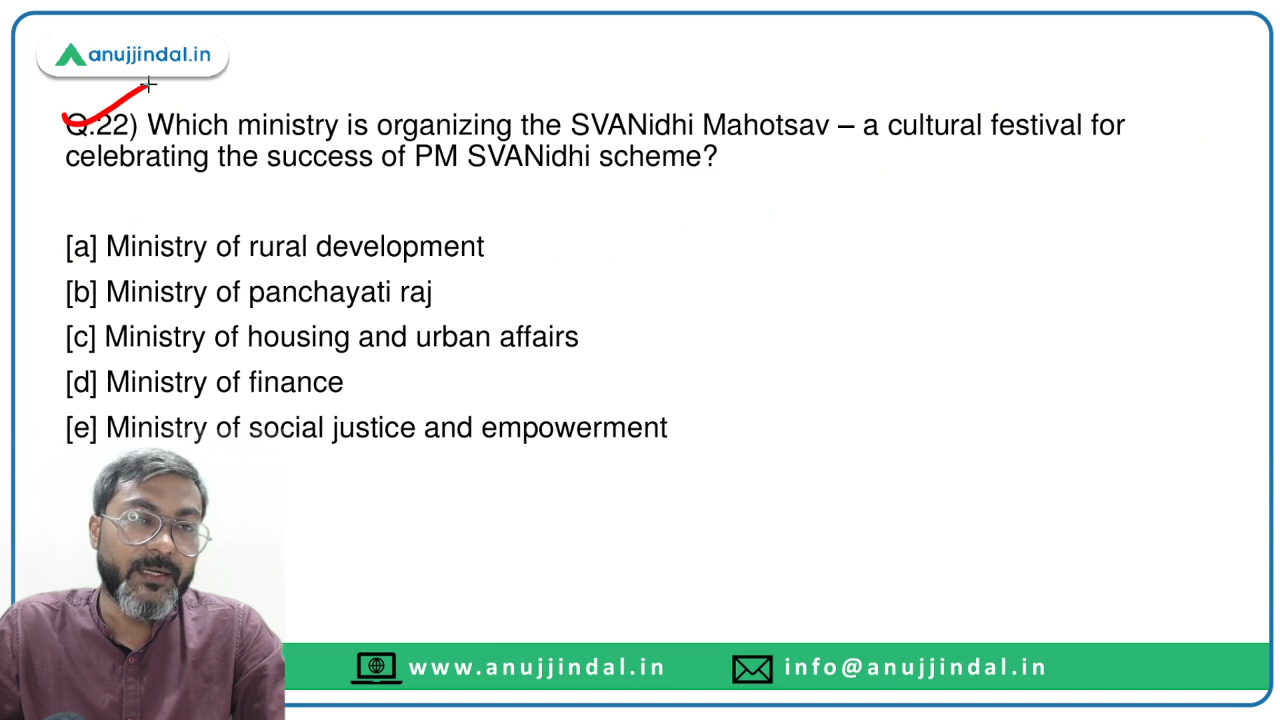 anujjindal.in
Q.22) Which ministry is organizing the SVANidhi Mahotsav – a cultural festival for
celebrating the success of PM SVANidhi scheme?
[a] Ministry of rural development
[b] Ministry of panchayati raj
[c] Ministry of housing and urban affairs
[d] Ministry of finance
[e] Ministry of social justice and empowerment
www.anujjindal.in info@anujjindal.in